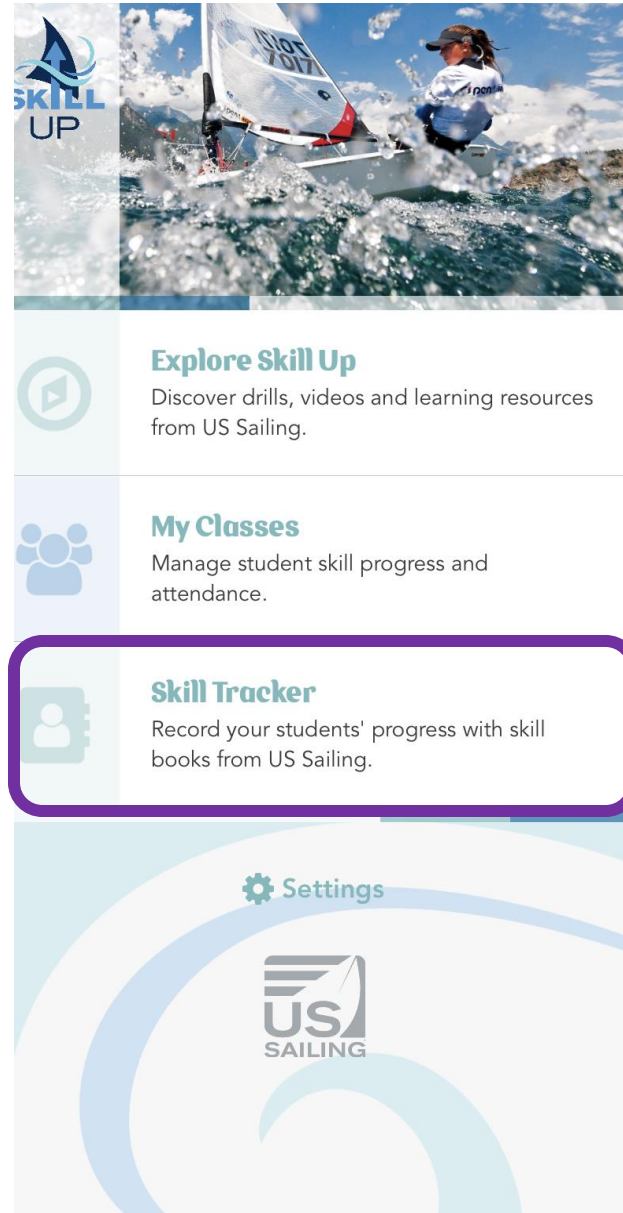 SKILL
UP
Explore Skill Up
Discover drills, videos and learning resources
from US Sailing.
My Classes
Manage student skill progress and
attendance.
Skill Tracker
Record your students' progress with skill
books from US Sailing.
Settings
US
SAILING